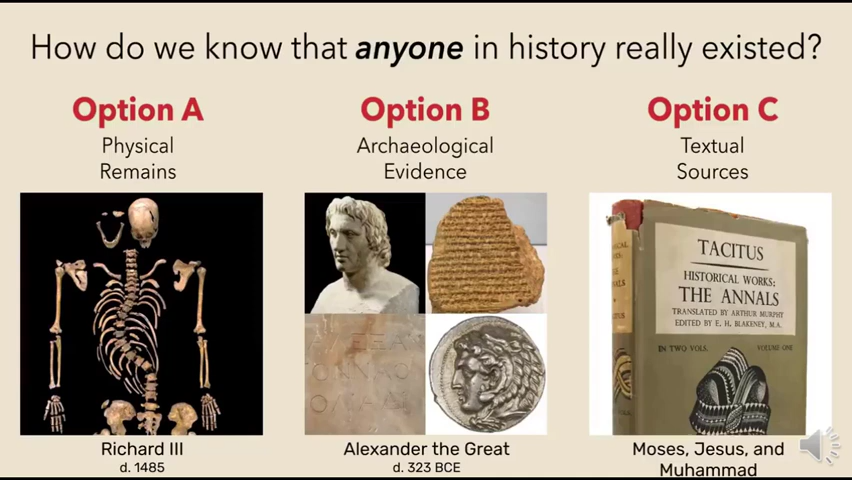 How do we know that anyone in history really existed?
Option A
Physical
Remains
Option B
Archaeological
Evidence
Option C
Textual
Sources
TACITUS
HISTORICAL WORKS:
THE ANNALS
TRANSLATED BY ARTHUR MURPHY
EDITED BY E. H. BLAKENEY, M.A.
IN TWO VOLS. VOLUME ONE
Richard III
d. 1485
Alexander the Great
d. 323 BCE
Moses, Jesus, and
Muhammad